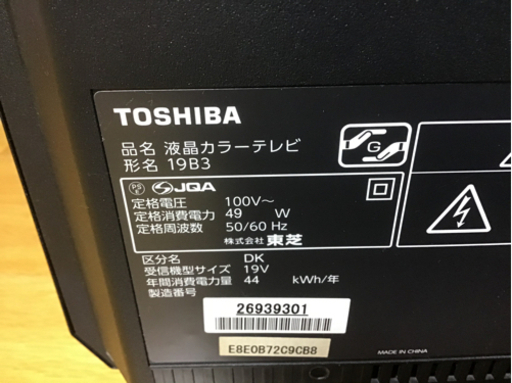 TOSHIBA
品名 液晶カラーテレビ
形名 19B3
G
PS
E
JQA
定格電圧 100V～
定格消費電力 49 W
定格周波数 50/60 Hz
株式会社 東芝
区分名 DK
受信機型サイズ 19V
年間消費電力量 44 kWh/年
製造番号
26939301
E8E0B72C9CB8
MADE IN CHINA